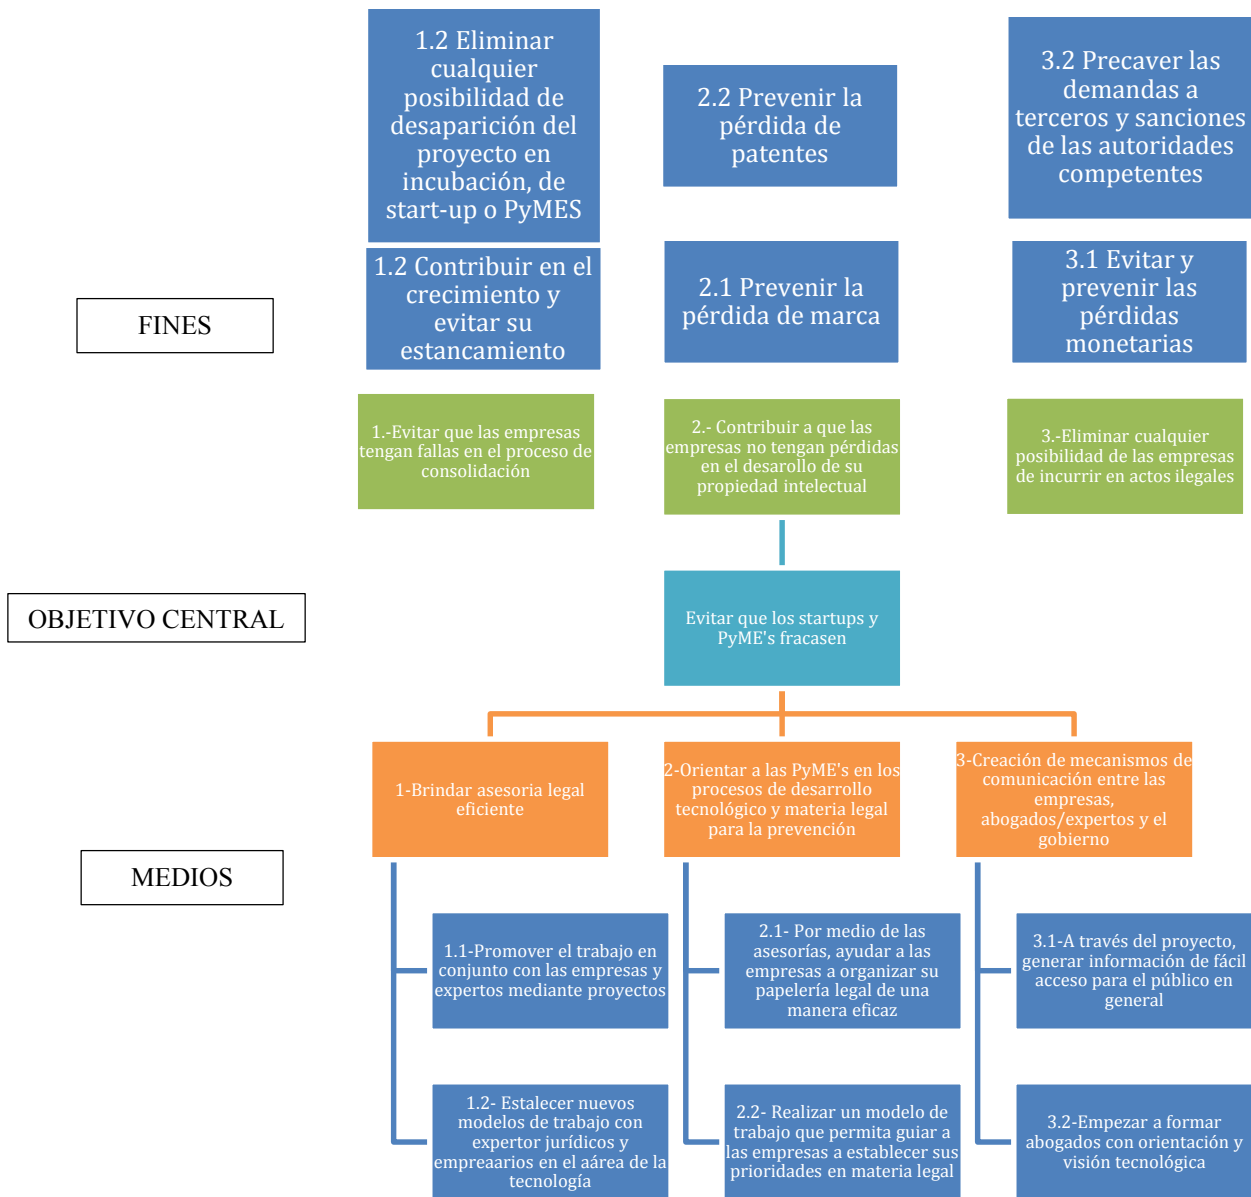 1.2 Eliminar
cualquier
posibilidad de
desaparición del
proyecto en
incubación, de
start-up o PyMES
2.2 Prevenir la
pérdida de
patentes
3.2 Precaver las
demandas a
terceros y sanciones
de las autoridades
competentes
FINES
1.2 Contribuir en el
crecimiento y
evitar su
estancamiento
2.1 Prevenir la
pérdida de marca
3.1 Evitar y
prevenir las
pérdidas
monetarias
1.-Evitar que las empresas
tengan fallas en el proceso de
consolidación
2.- Contribuir a que las
empresas no tengan pérdidas
en el desarollo de su
propiedad intelectual
3.-Eliminar cualquier
posibilidad de las empresas
de incurrir en actos ilegales
OBJETIVO CENTRAL
Evitar que los startups y
PyME's fracasen
1-Brindar asesoria legal
eficiente
2-Orientar a las PyME's en los
procesos de desarrollo
tecnológico y materia legal
para la prevención
3-Creación de mecanismos de
comunicación entre las
empresas,
abogados/expertos y el
gobierno
MEDIOS
1.1-Promover el trabajo en
conjunto con las empresas y
expertos mediante proyectos
2.1- Por medio de las
asesorías, ayudar a las
empresas a organizar su
papelería legal de una
manera eficaz
3.1-A través del proyecto,
generar información de fácil
acceso para el público en
general
1.2- Estalecer nuevos
modelos de trabajo con
expertor jurídicos y
empreaarios en el aárea de la
tecnología
2.2- Realizar un modelo de
trabajo que permita guiar a
las empresas a establecer sus
prioridades en materia legal
3.2-Empezar a formar
abogados con orientación y
visión tecnológica